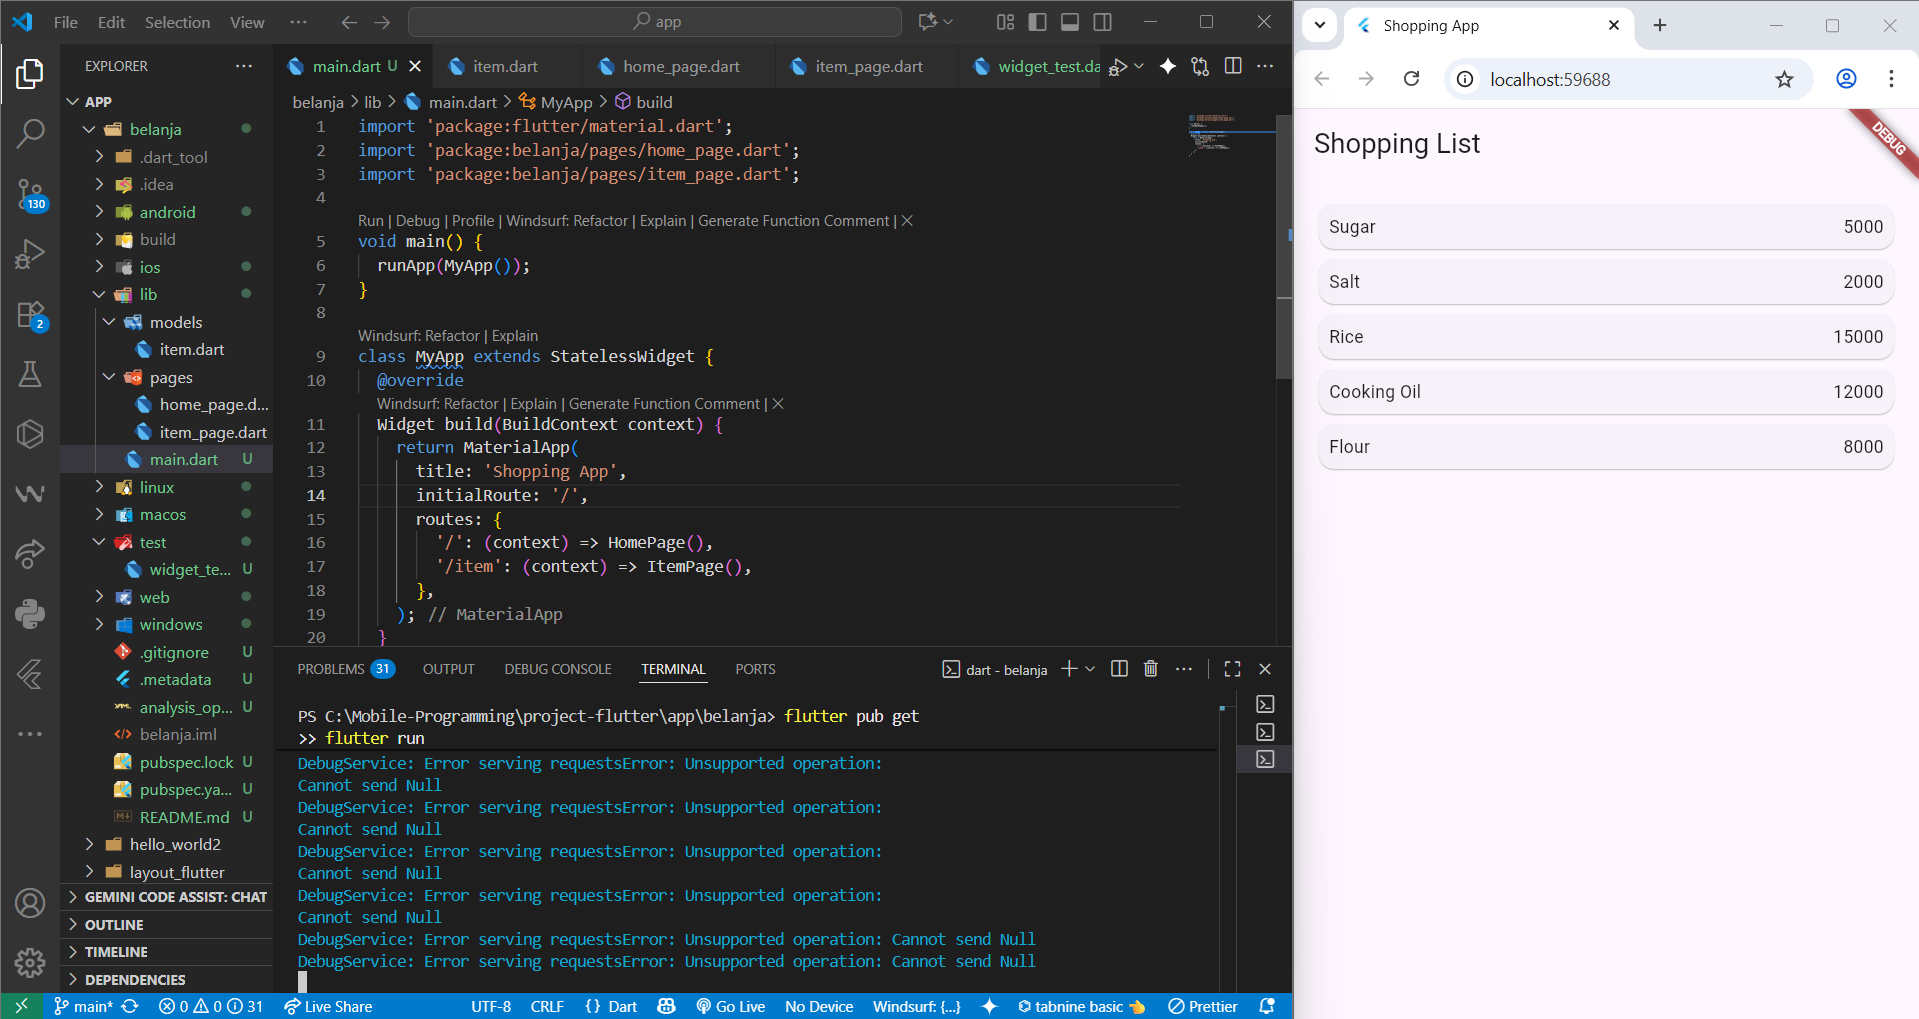 File Edit Selection View ··· app
EXPLORER ···
APP
belanja
.dart_tool
.idea
android
build
ios
lib
models
item.dart
pages
home_page.d...
item_page.dart
main.dart U
linux
macos
test
widget_te... U
web
windows
.gitignore U
.metadata U
analysis_op... U
belanja.iml
pubspec.lock U
pubspec.ya... U
README.md U
hello_world2
layout_flutter
GEMINI CODE ASSIST: CHAT
OUTLINE
TIMELINE
DEPENDENCIES
130
2
main.dart U item.dart home_page.dart item_page.dart widget_test.da
belanja > lib > main.dart > MyApp > build
1 import 'package:flutter/material.dart';
2 import 'package:belanja/pages/home_page.dart';
3 import 'package:belanja/pages/item_page.dart';
4
Run | Debug | Profile | Windsurf: Refactor | Explain | Generate Function Comment | ×
5 void main() {
6 runApp(MyApp());
7 }
8
Windsurf: Refactor | Explain
9 class MyApp extends StatelessWidget {
10 @override
Windsurf: Refactor | Explain | Generate Function Comment | ×
11 Widget build(BuildContext context) {
12 return MaterialApp(
13 title: 'Shopping App',
14 initialRoute: '/',
15 routes: {
16 '/': (context) => HomePage(),
17 '/item': (context) => ItemPage(),
18 },
19 ); // MaterialApp
20 }
PROBLEMS 31 OUTPUT DEBUG CONSOLE TERMINAL PORTS dart - belanja
PS C:\Mobile-Programming\project-flutter\app\belanja> flutter pub get
>> flutter run
DebugService: Error serving requestsError: Unsupported operation:
Cannot send Null
DebugService: Error serving requestsError: Unsupported operation:
Cannot send Null
DebugService: Error serving requestsError: Unsupported operation:
Cannot send Null
DebugService: Error serving requestsError: Unsupported operation:
Cannot send Null
DebugService: Error serving requestsError: Unsupported operation: Cannot send Null
DebugService: Error serving requestsError: Unsupported operation: Cannot send Null
main* 0 0 31 Live Share UTF-8 CRLF {} Dart Go Live No Device Windsurf: {...} tabnine basic Prettier
Shopping App
localhost:59688
DEBUG
Shopping List
Sugar 5000
Salt 2000
Rice 15000
Cooking Oil 12000
Flour 8000